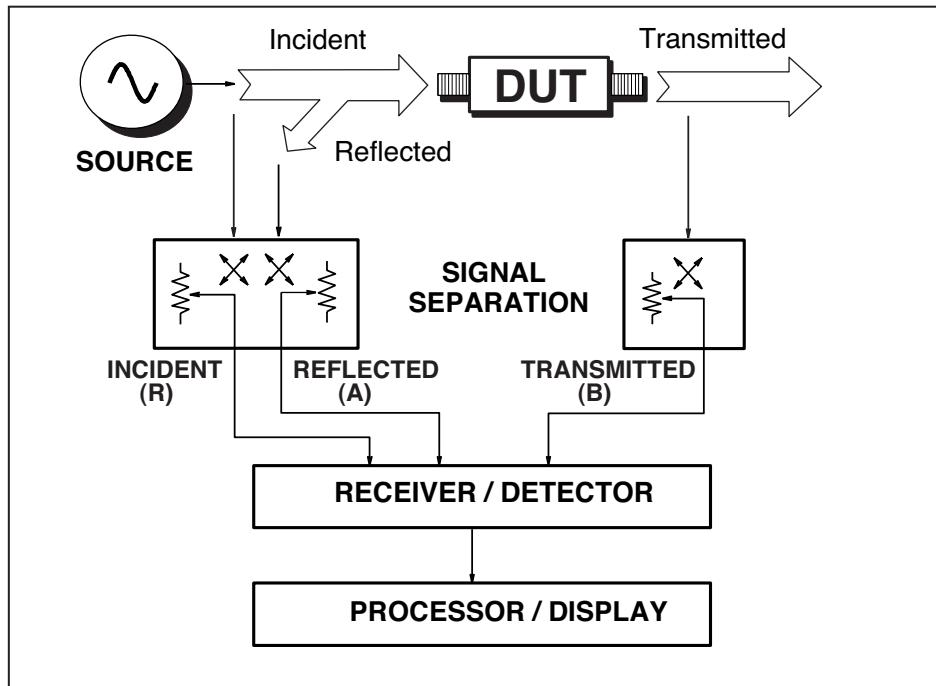 Incident
Transmitted
DUT
SOURCE
Reflected
SIGNAL
SEPARATION
INCIDENT
(R)
REFLECTED
(A)
TRANSMITTED
(B)
RECEIVER / DETECTOR
PROCESSOR / DISPLAY